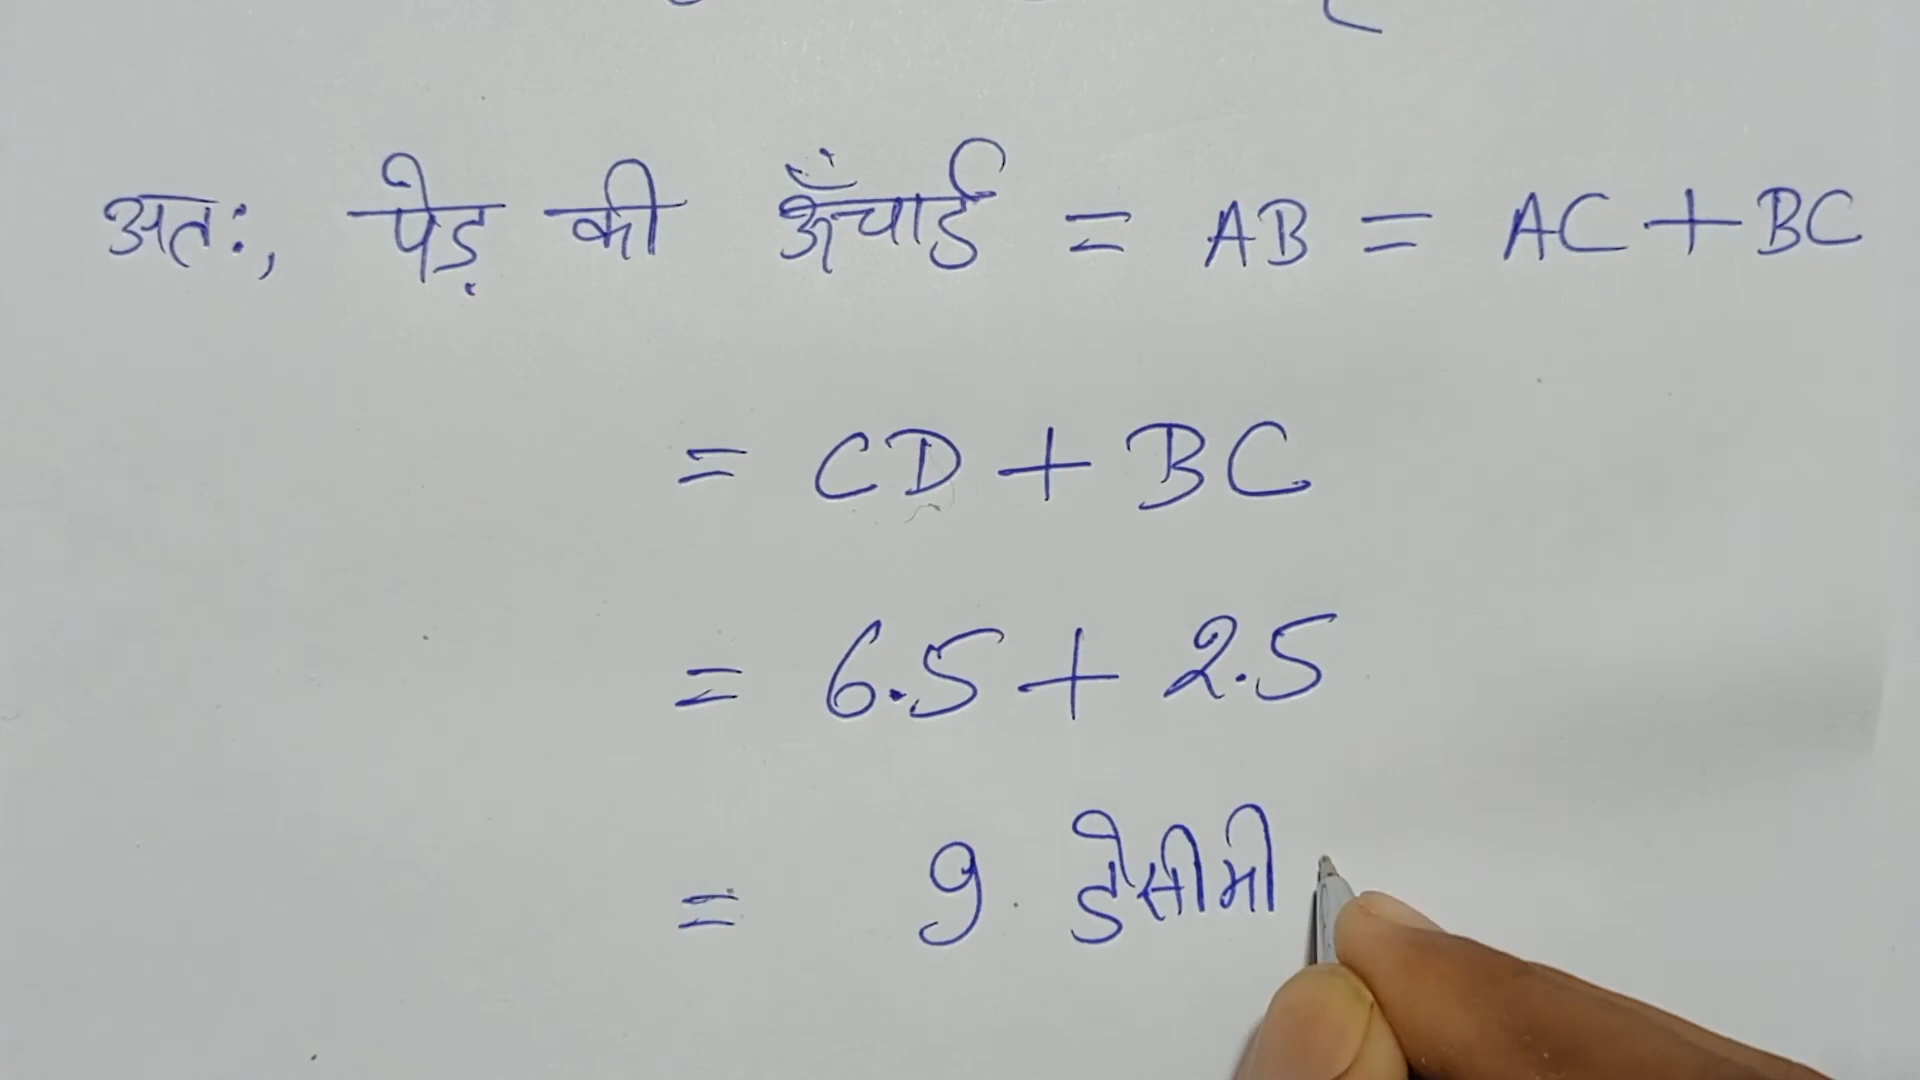 अतः, पेड़ की ऊँचाई = AB = AC + BC
= CD + BC
= 6.5 + 2.5
= 9 डेसीमी